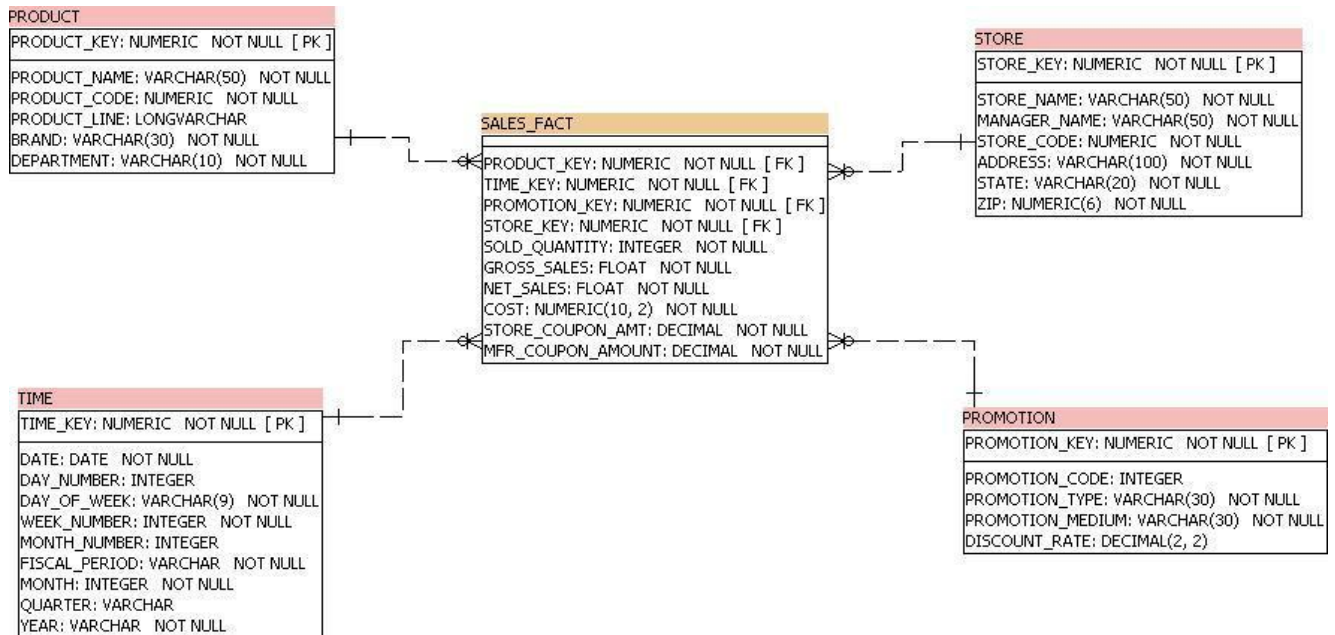 PRODUCT
PRODUCT_KEY: NUMERIC NOT NULL [ PK ]
PRODUCT_NAME: VARCHAR(50) NOT NULL
PRODUCT_CODE: NUMERIC NOT NULL
PRODUCT_LINE: LONGVARCHAR
BRAND: VARCHAR(30) NOT NULL
DEPARTMENT: VARCHAR(10) NOT NULL
STORE
STORE_KEY: NUMERIC NOT NULL [ PK ]
STORE_NAME: VARCHAR(50) NOT NULL
MANAGER_NAME: VARCHAR(50) NOT NULL
STORE_CODE: NUMERIC NOT NULL
ADDRESS: VARCHAR(100) NOT NULL
STATE: VARCHAR(20) NOT NULL
ZIP: NUMERIC(6) NOT NULL
SALES_FACT
PRODUCT_KEY: NUMERIC NOT NULL [ FK ]
TIME_KEY: NUMERIC NOT NULL [ FK ]
PROMOTION_KEY: NUMERIC NOT NULL [ FK ]
STORE_KEY: NUMERIC NOT NULL [ FK ]
SOLD_QUANTITY: INTEGER NOT NULL
GROSS_SALES: FLOAT NOT NULL
NET_SALES: FLOAT NOT NULL
COST: NUMERIC(10, 2) NOT NULL
STORE_COUPON_AMT: DECIMAL NOT NULL
MFR_COUPON_AMOUNT: DECIMAL NOT NULL
TIME
TIME_KEY: NUMERIC NOT NULL [ PK ]
DATE: DATE NOT NULL
DAY_NUMBER: INTEGER
DAY_OF_WEEK: VARCHAR(9) NOT NULL
WEEK_NUMBER: INTEGER NOT NULL
MONTH_NUMBER: INTEGER
FISCAL_PERIOD: VARCHAR NOT NULL
MONTH: INTEGER NOT NULL
QUARTER: VARCHAR
YEAR: VARCHAR NOT NULL
PROMOTION
PROMOTION_KEY: NUMERIC NOT NULL [ PK ]
PROMOTION_CODE: INTEGER
PROMOTION_TYPE: VARCHAR(30) NOT NULL
PROMOTION_MEDIUM: VARCHAR(30) NOT NULL
DISCOUNT_RATE: DECIMAL(2, 2)